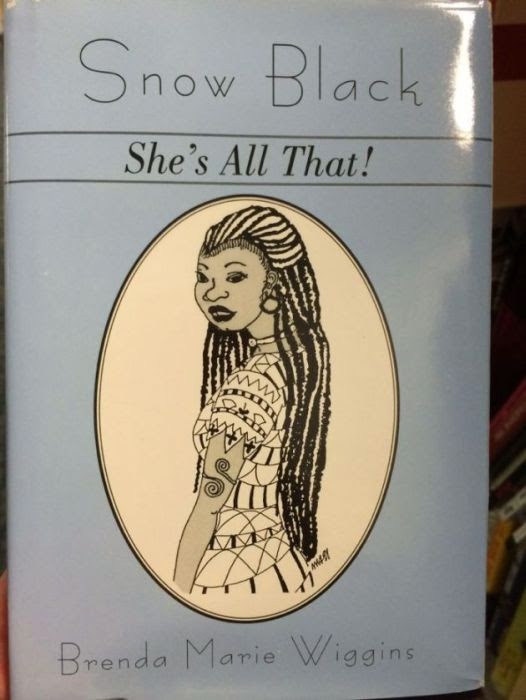 Snow Black
She's All That!
Brenda Marie Wiggins